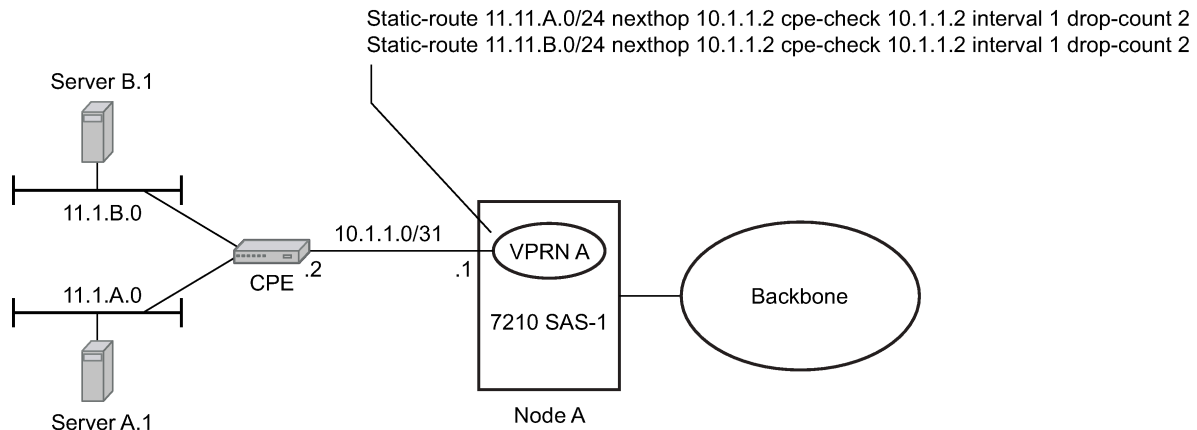 Static-route 11.11.A.0/24 nexthop 10.1.1.2 cpe-check 10.1.1.2 interval 1 drop-count 2
Static-route 11.11.B.0/24 nexthop 10.1.1.2 cpe-check 10.1.1.2 interval 1 drop-count 2
Server B.1
11.1.B.0
10.1.1.0/31
VPRN A
.2
.1
CPE
11.1.A.0
Backbone
7210 SAS-1
Node A
Server A.1